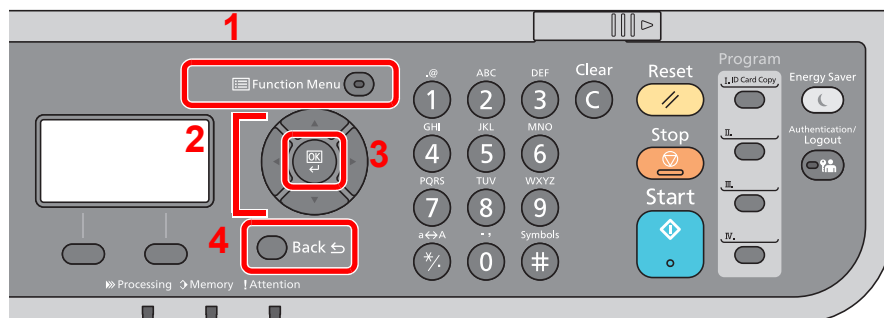 1
Function Menu
2
OK
3
4
Back
Processing
Memory
! Attention
.@
ABC
DEF
Clear
1
2
3
C
GHI
JKL
MNO
4
5
6
PQRS
TUV
WXYZ
7
8
9
a↔A
- ,
Symbols
*/.
0
#
Reset
Stop
Start
Program
I. ID Card Copy
II.
III.
IV.
Energy Saver
Authentication/
Logout